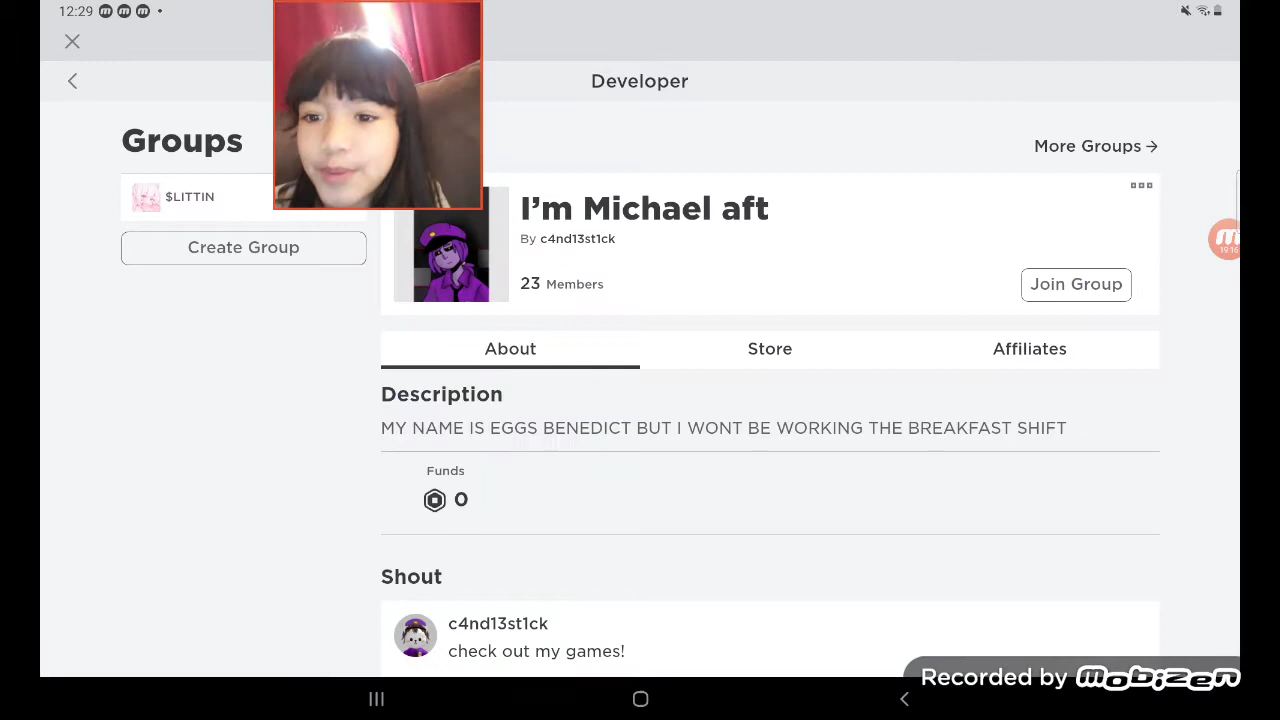 12:29
Developer
Groups
More Groups →
$LITTIN
Create Group
I'm Michael aft
By c4nd13st1ck
23 Members
Join Group
About
Store
Affiliates
Description
MY NAME IS EGGS BENEDICT BUT I WONT BE WORKING THE BREAKFAST SHIFT
Funds
0
Shout
c4nd13st1ck
check out my games!
19:16
Recorded by mobizen